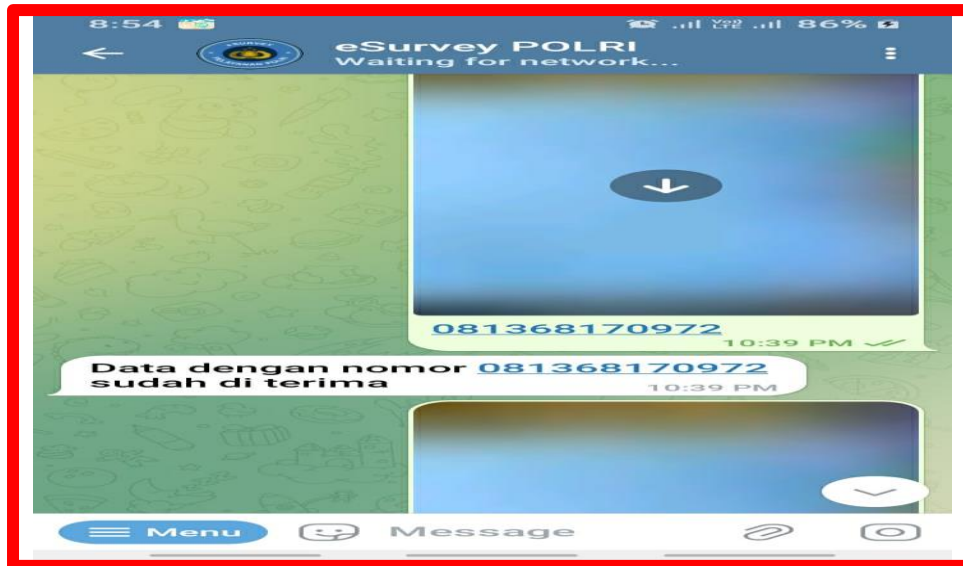 8:54
86%
eSurvey POLRI
Waiting for network...
081368170972
10:39 PM
Data dengan nomor 081368170972
sudah di terima
10:39 PM
Menu
Message